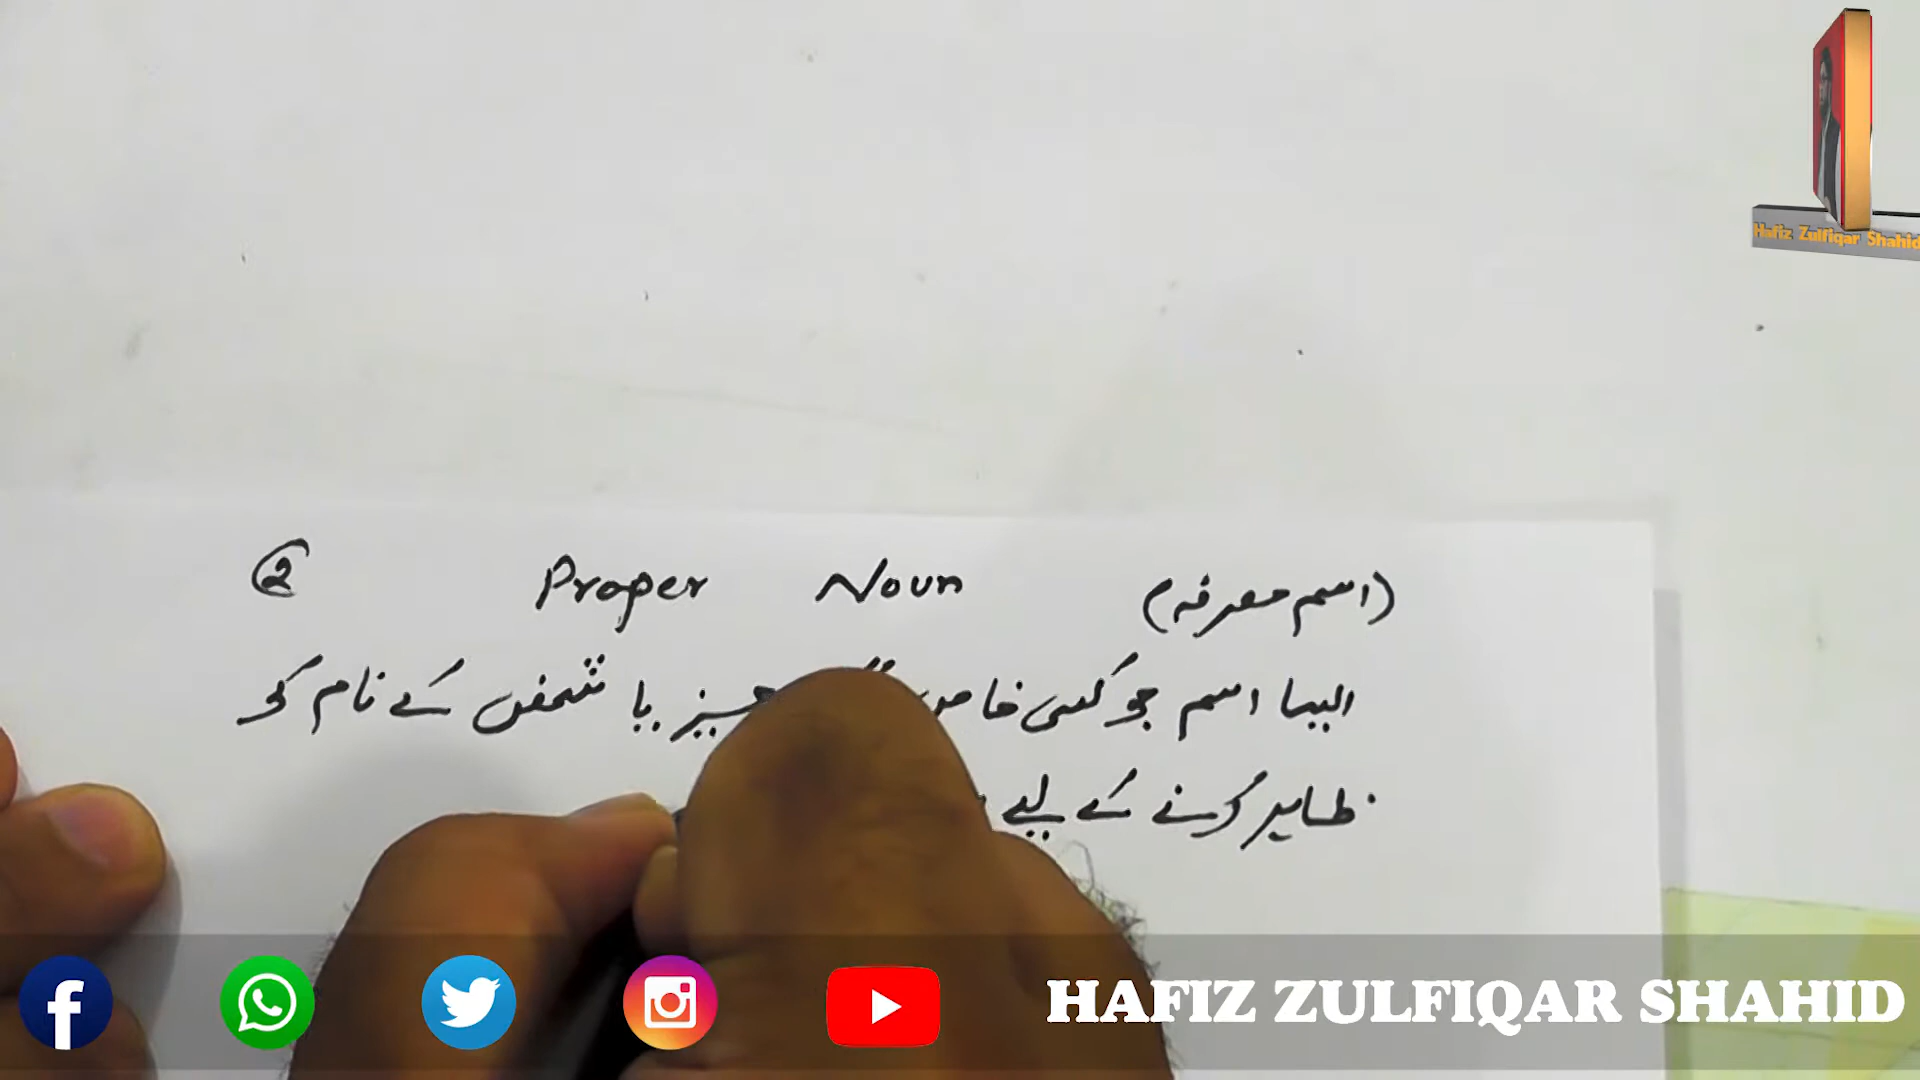 Hafiz Zulfiqar Shahid
② Proper Noun (اسم معرفہ)
ایسا اسم جو کسی خاص چیز یا شخص کے نام کو
ظاہر کرنے کے لیے
HAFIZ ZULFIQAR SHAHID